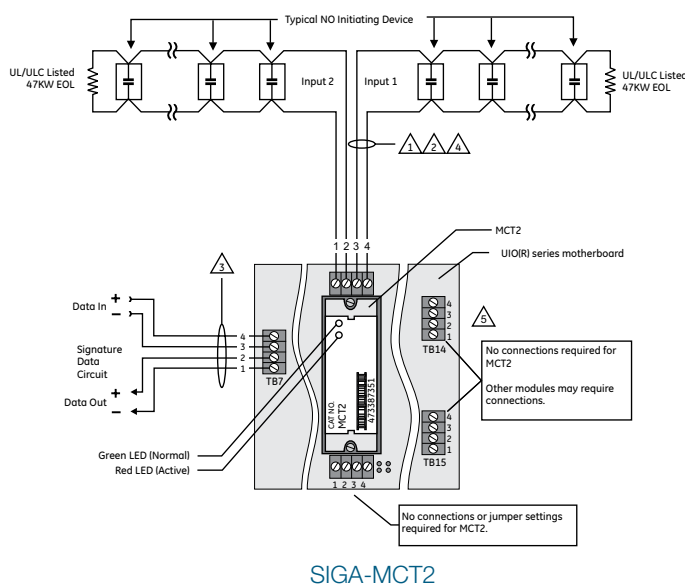 Typical NO Initiating Device
UL/ULC Listed
47KW EOL
Input 2
Input 1
UL/ULC Listed
47KW EOL
1 2 4
1 2 3 4
MCT2
UIO(R) series motherboard
3
Data In
+
−
Signature
Data
Circuit
Data Out
+
−
4
3
2
1
TB7
CAT NO.
MCT2
473387351
4
3
2
1
TB14
5
No connections required for
MCT2
Other modules may require
connections.
4
3
2
1
TB15
Green LED (Normal)
Red LED (Active)
1 2 3 4
No connections or jumper settings
required for MCT2.
SIGA-MCT2